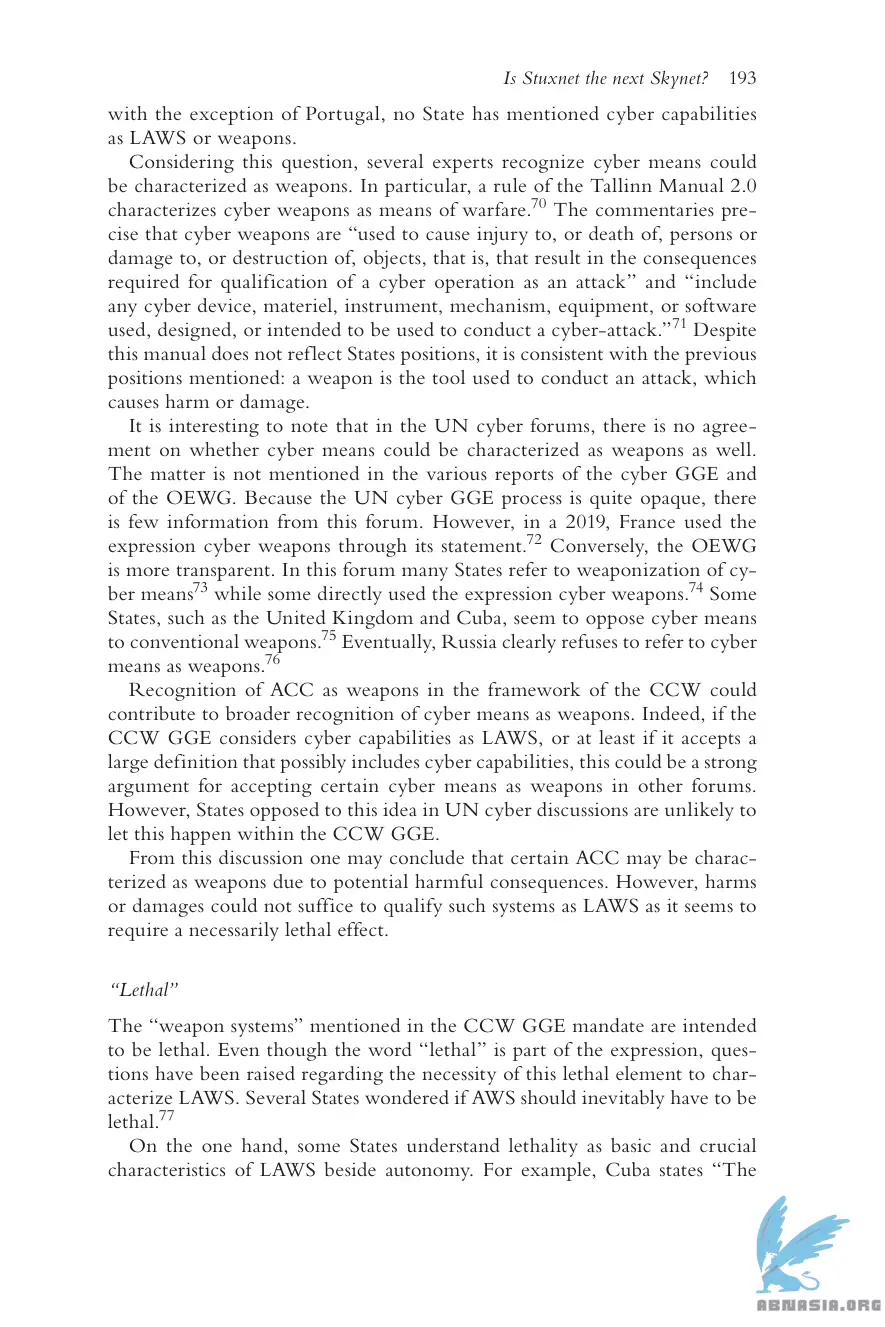 Is Stuxnet the next Skynet? 193
with the exception of Portugal, no State has mentioned cyber capabilities
as LAWS or weapons.
Considering this question, several experts recognize cyber means could
be characterized as weapons. In particular, a rule of the Tallinn Manual 2.0
characterizes cyber weapons as means of warfare.70 The commentaries pre-
cise that cyber weapons are “used to cause injury to, or death of, persons or
damage to, or destruction of, objects, that is, that result in the consequences
required for qualification of a cyber operation as an attack” and “include
any cyber device, materiel, instrument, mechanism, equipment, or software
used, designed, or intended to be used to conduct a cyber-attack.”71 Despite
this manual does not reflect States positions, it is consistent with the previous
positions mentioned: a weapon is the tool used to conduct an attack, which
causes harm or damage.
It is interesting to note that in the UN cyber forums, there is no agree-
ment on whether cyber means could be characterized as weapons as well.
The matter is not mentioned in the various reports of the cyber GGE and
of the OEWG. Because the UN cyber GGE process is quite opaque, there
is few information from this forum. However, in a 2019, France used the
expression cyber weapons through its statement.72 Conversely, the OEWG
is more transparent. In this forum many States refer to weaponization of cy-
ber means73 while some directly used the expression cyber weapons.74 Some
States, such as the United Kingdom and Cuba, seem to oppose cyber means
to conventional weapons.75 Eventually, Russia clearly refuses to refer to cyber
means as weapons.76
Recognition of ACC as weapons in the framework of the CCW could
contribute to broader recognition of cyber means as weapons. Indeed, if the
CCW GGE considers cyber capabilities as LAWS, or at least if it accepts a
large definition that possibly includes cyber capabilities, this could be a strong
argument for accepting certain cyber means as weapons in other forums.
However, States opposed to this idea in UN cyber discussions are unlikely to
let this happen within the CCW GGE.
From this discussion one may conclude that certain ACC may be charac-
terized as weapons due to potential harmful consequences. However, harms
or damages could not suffice to qualify such systems as LAWS as it seems to
require a necessarily lethal effect.
“Lethal”
The “weapon systems” mentioned in the CCW GGE mandate are intended
to be lethal. Even though the word “lethal” is part of the expression, ques-
tions have been raised regarding the necessity of this lethal element to char-
acterize LAWS. Several States wondered if AWS should inevitably have to be
lethal.77
On the one hand, some States understand lethality as basic and crucial
characteristics of LAWS beside autonomy. For example, Cuba states “The
ABNASIA.ORG